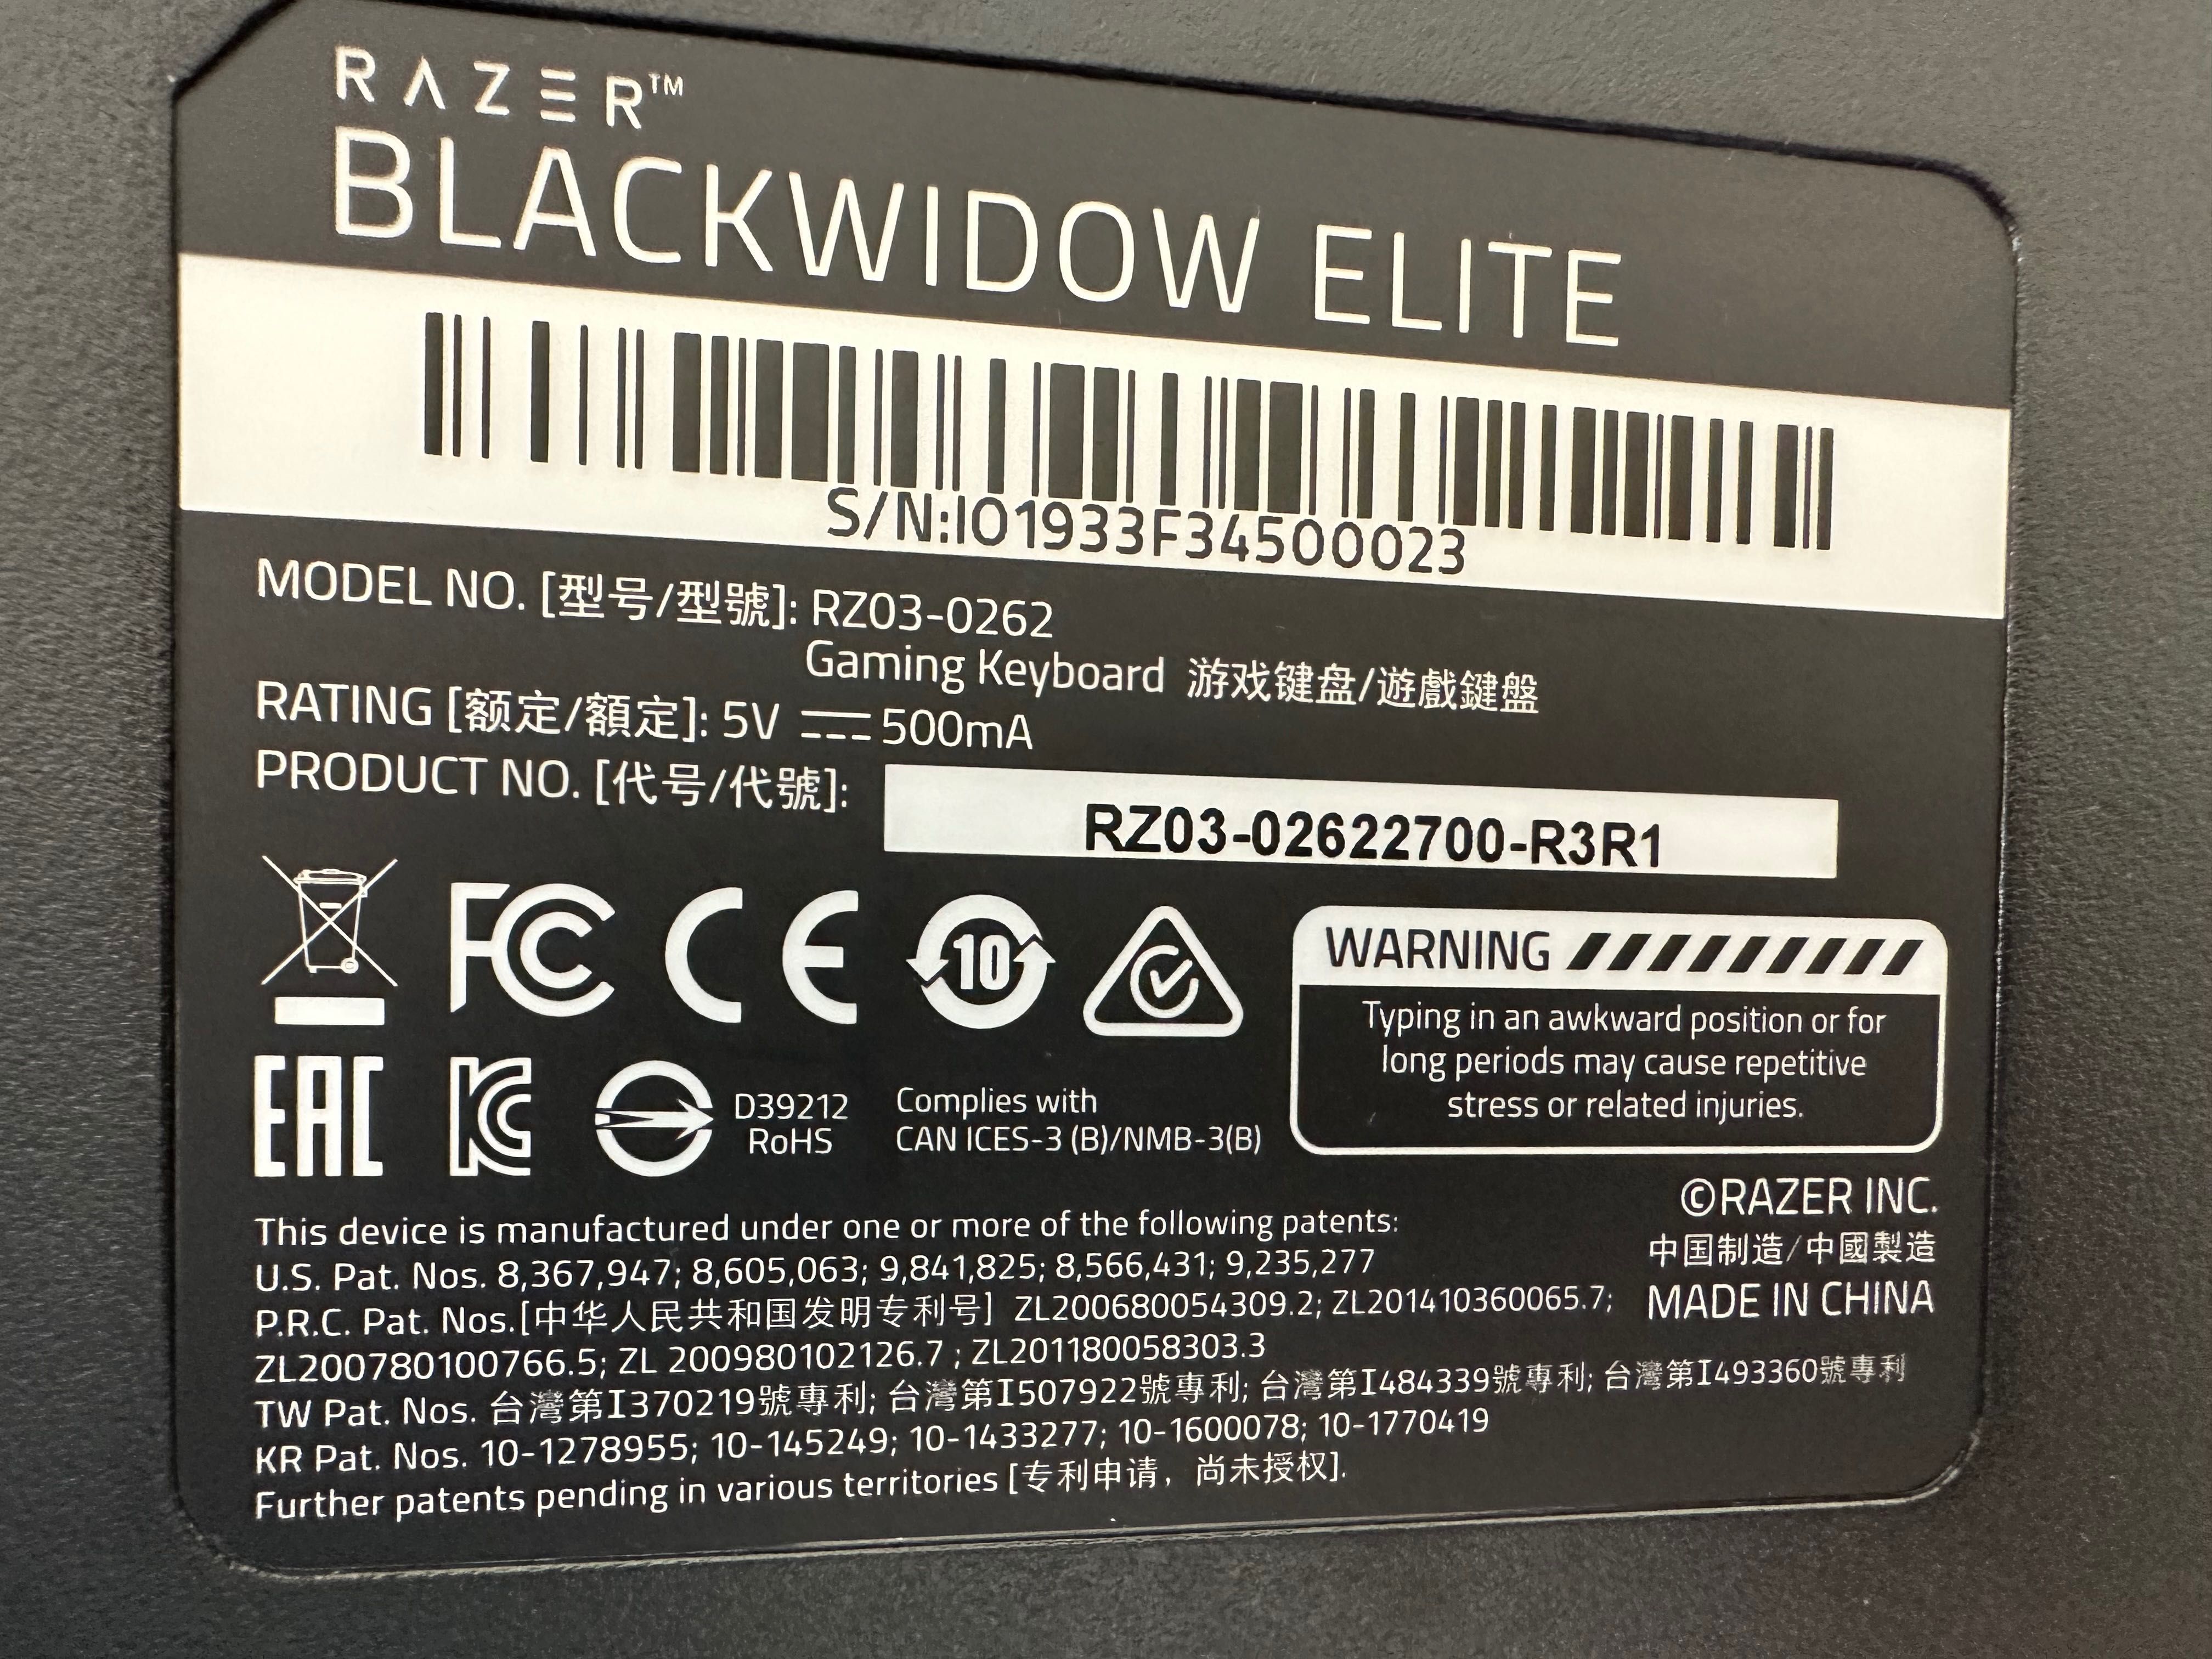 RAZER™
BLACKWIDOW ELITE
S/N:IO1933F34500023
MODEL NO. [型号/型號]: RZ03-0262
Gaming Keyboard 游戏键盘/遊戲鍵盤
RATING [额定/額定]: 5V ⎓ 500mA
PRODUCT NO. [代号/代號]: RZ03-02622700-R3R1
FC CE 10
WARNING
Typing in an awkward position or for
long periods may cause repetitive
stress or related injuries.
EAC KC D39212
RoHS
Complies with
CAN ICES-3 (B)/NMB-3(B)
©RAZER INC.
中国制造/中國製造
MADE IN CHINA
This device is manufactured under one or more of the following patents:
U.S. Pat. Nos. 8,367,947; 8,605,063; 9,841,825; 8,566,431; 9,235,277
P.R.C. Pat. Nos.[中华人民共和国发明专利号] ZL200680054309.2; ZL201410360065.7;
ZL200780100766.5; ZL 200980102126.7 ; ZL201180058303.3
TW Pat. Nos. 台灣第I370219號專利; 台灣第I507922號專利; 台灣第I484339號專利; 台灣第I493360號專利
KR Pat. Nos. 10-1278955; 10-145249; 10-1433277; 10-1600078; 10-1770419
Further patents pending in various territories [专利申请，尚未授权].